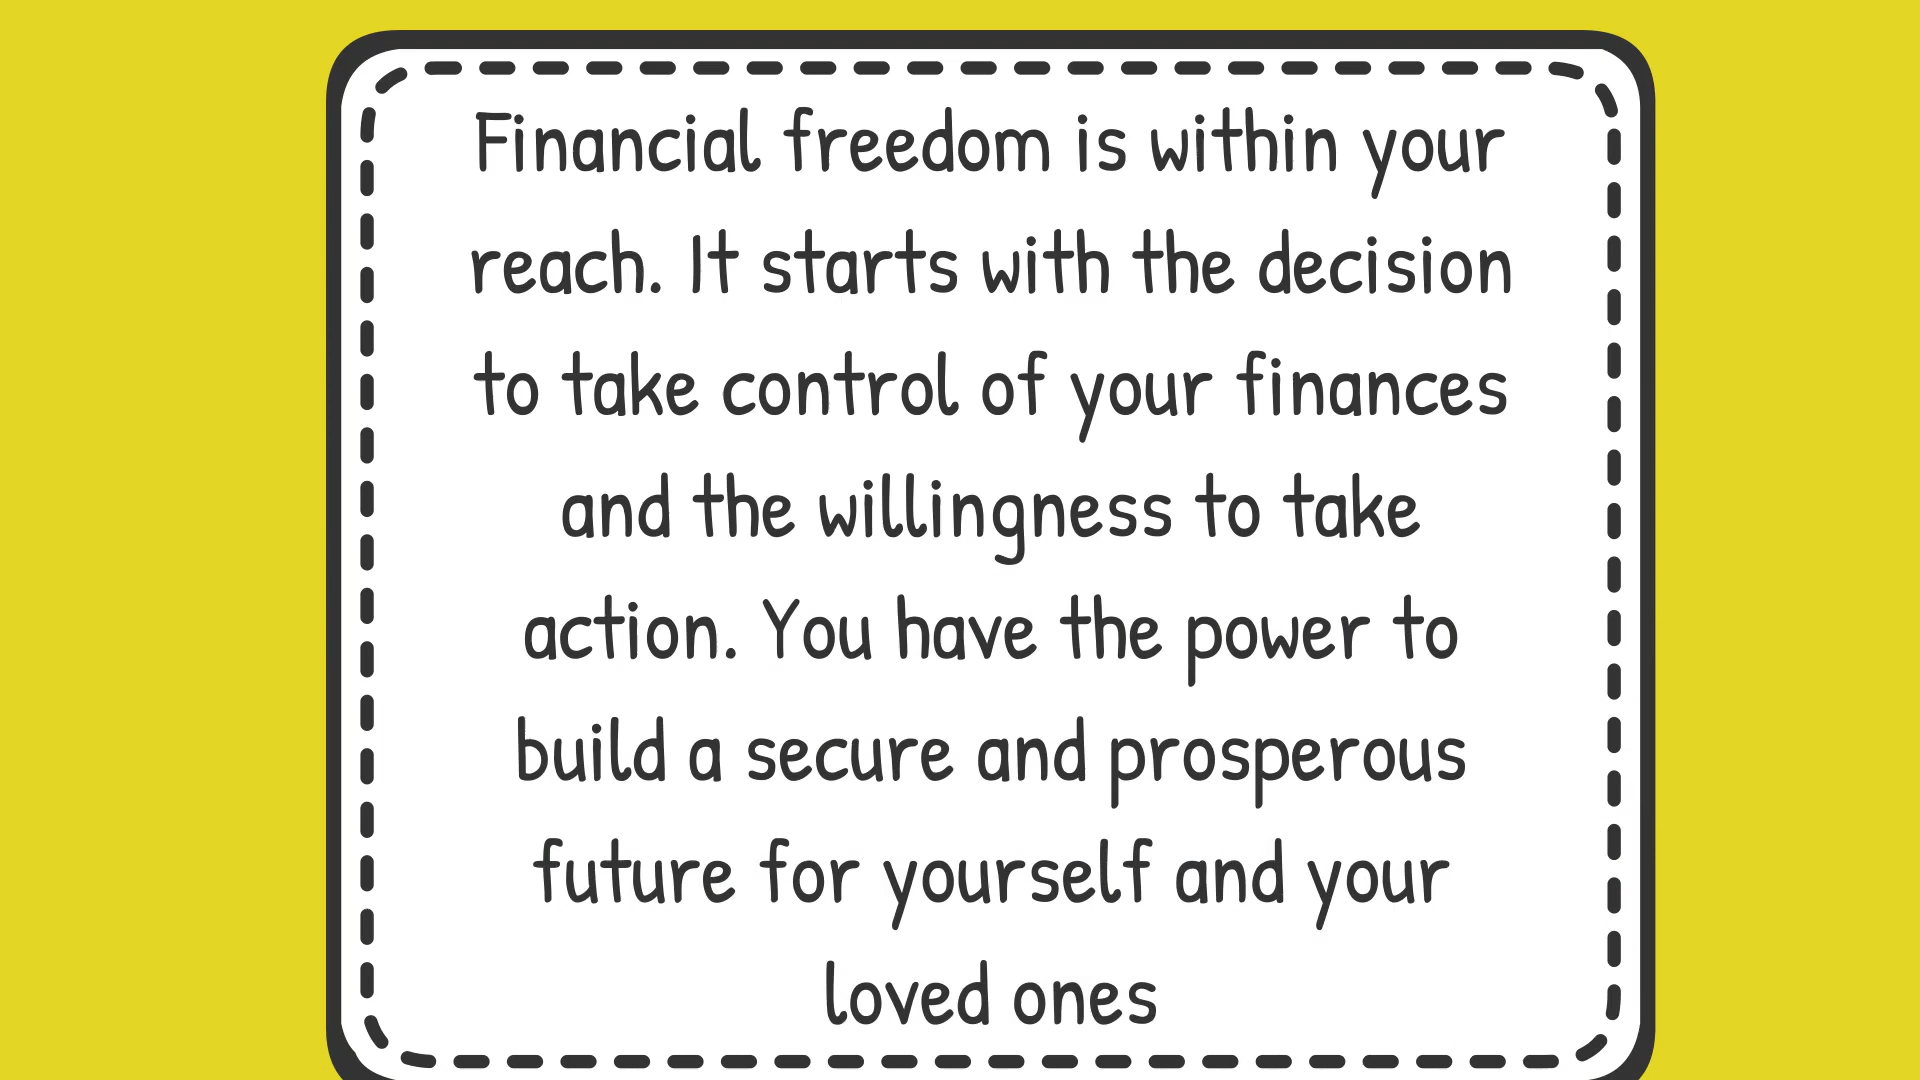 Financial freedom is within your
reach. It starts with the decision
to take control of your finances
and the willingness to take
action. You have the power to
build a secure and prosperous
future for yourself and your
loved ones